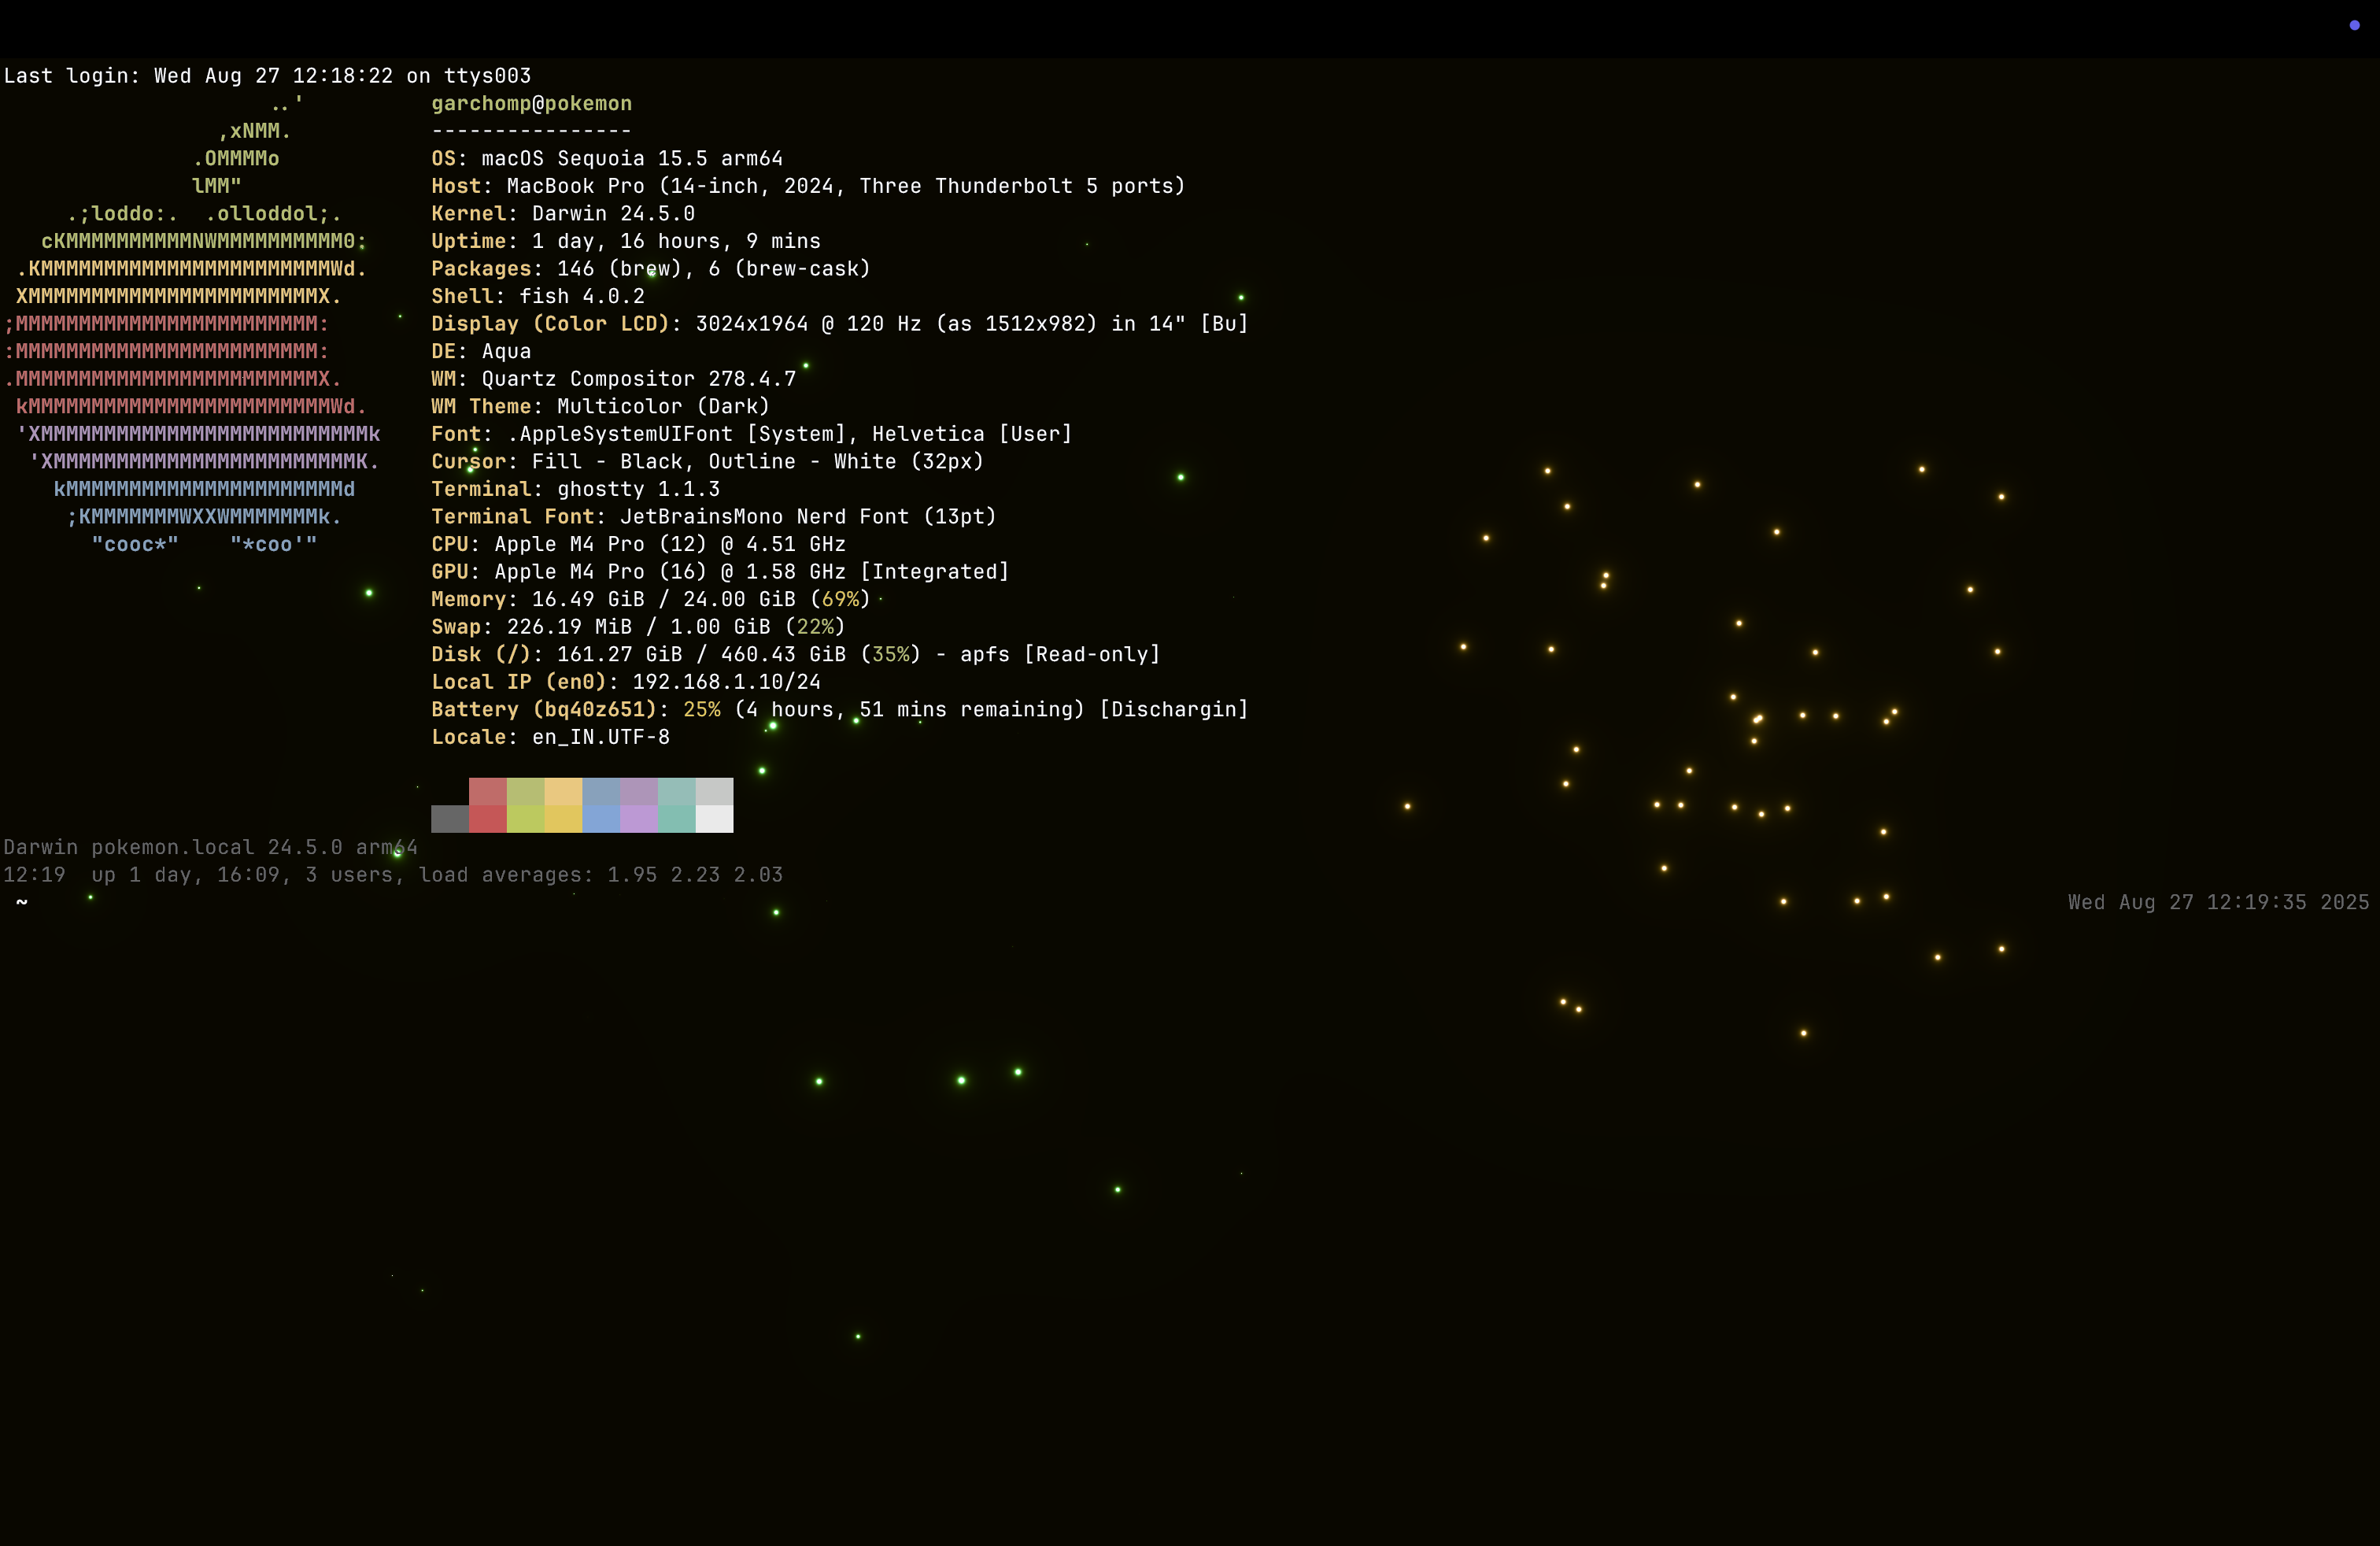 Last login: Wed Aug 27 12:18:22 on ttys003
..'
,xNMM.
.OMMMMo
lMM"
.;loddo:.  .olloddol;.
cKMMMMMMMMMMNWMMMMMMMMMM0:
.KMMMMMMMMMMMMMMMMMMMMMMMWd.
XMMMMMMMMMMMMMMMMMMMMMMMX.
;MMMMMMMMMMMMMMMMMMMMMMMM:
:MMMMMMMMMMMMMMMMMMMMMMMM:
.MMMMMMMMMMMMMMMMMMMMMMMMX.
kMMMMMMMMMMMMMMMMMMMMMMMMWd.
'XMMMMMMMMMMMMMMMMMMMMMMMMMMk
'XMMMMMMMMMMMMMMMMMMMMMMMMK.
kMMMMMMMMMMMMMMMMMMMMMMd
;KMMMMMMMWXXWMMMMMMMk.
"cooc*"    "*coo'"
garchomp@pokemon
----------------
OS: macOS Sequoia 15.5 arm64
Host: MacBook Pro (14-inch, 2024, Three Thunderbolt 5 ports)
Kernel: Darwin 24.5.0
Uptime: 1 day, 16 hours, 9 mins
Packages: 146 (brew), 6 (brew-cask)
Shell: fish 4.0.2
Display (Color LCD): 3024x1964 @ 120 Hz (as 1512x982) in 14" [Bu]
DE: Aqua
WM: Quartz Compositor 278.4.7
WM Theme: Multicolor (Dark)
Font: .AppleSystemUIFont [System], Helvetica [User]
Cursor: Fill - Black, Outline - White (32px)
Terminal: ghostty 1.1.3
Terminal Font: JetBrainsMono Nerd Font (13pt)
CPU: Apple M4 Pro (12) @ 4.51 GHz
GPU: Apple M4 Pro (16) @ 1.58 GHz [Integrated]
Memory: 16.49 GiB / 24.00 GiB (69%)
Swap: 226.19 MiB / 1.00 GiB (22%)
Disk (/): 161.27 GiB / 460.43 GiB (35%) - apfs [Read-only]
Local IP (en0): 192.168.1.10/24
Battery (bq40z651): 25% (4 hours, 51 mins remaining) [Dischargin]
Locale: en_IN.UTF-8
Darwin pokemon.local 24.5.0 arm64
12:19  up 1 day, 16:09, 3 users, load averages: 1.95 2.23 2.03
~ Wed Aug 27 12:19:35 2025